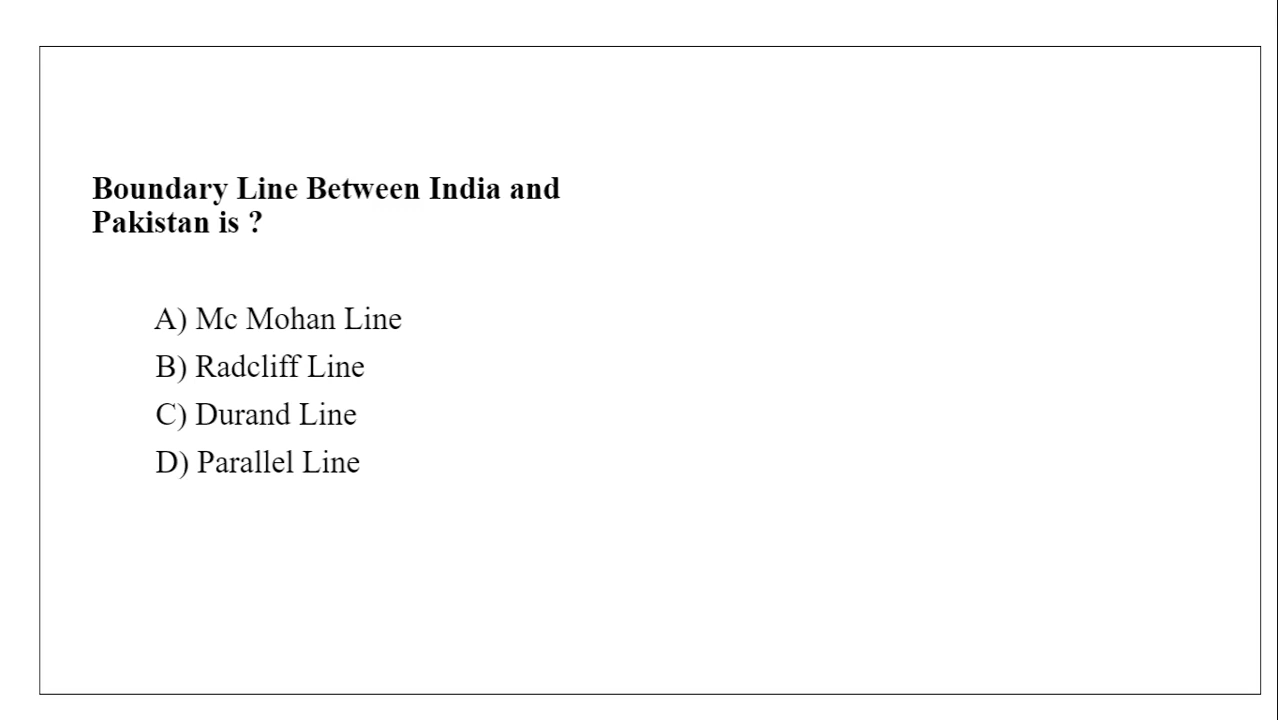 Boundary Line Between India and
Pakistan is ?
A) Mc Mohan Line
B) Radcliff Line
C) Durand Line
D) Parallel Line